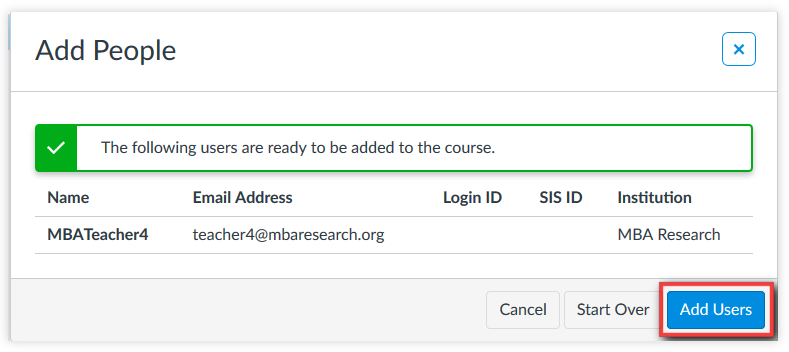 Add People
The following users are ready to be added to the course.
Name Email Address Login ID SIS ID Institution
MBATeacher4 teacher4@mbaresearch.org MBA Research
Cancel Start Over Add Users